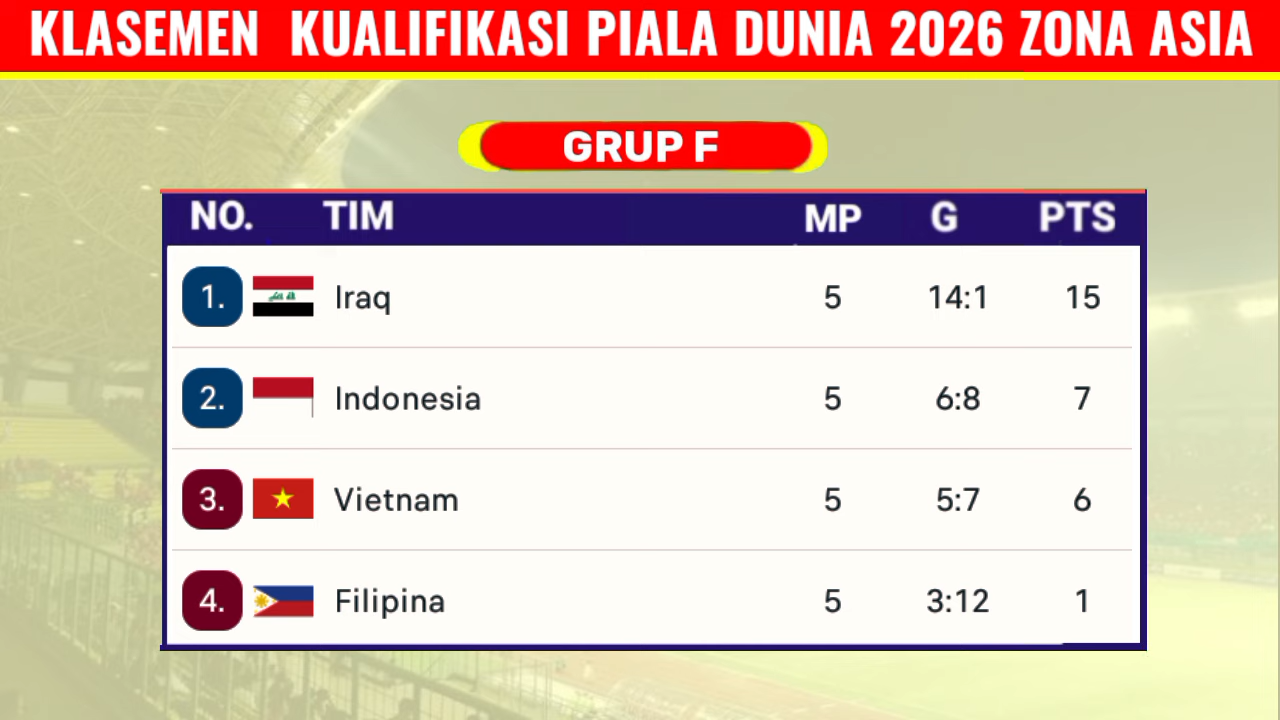 KLASEMEN KUALIFIKASI PIALA DUNIA 2026 ZONA ASIA
GRUP F
NO. TIM MP G PTS
1. Iraq 5 14:1 15
2. Indonesia 5 6:8 7
3. Vietnam 5 5:7 6
4. Filipina 5 3:12 1